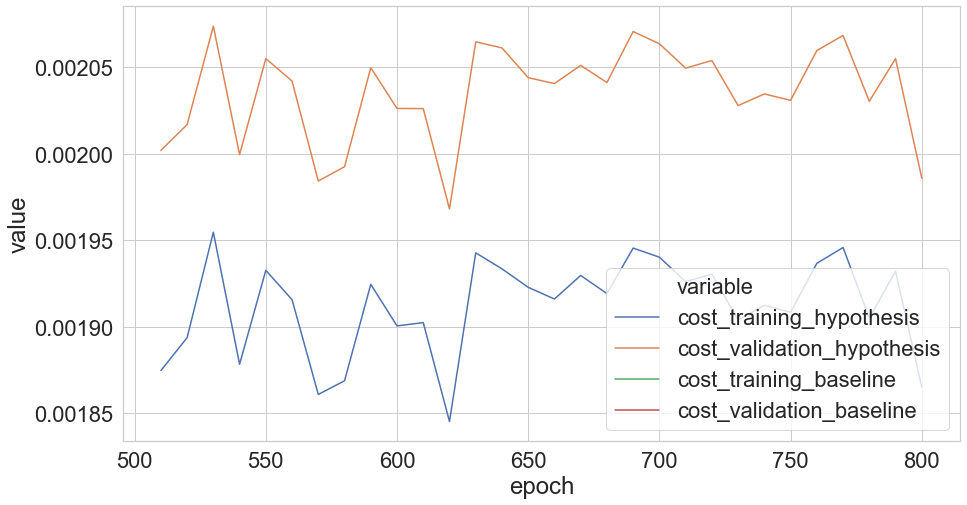 0.00205
0.00200
0.00195
0.00190
0.00185
value
500 550 600 650 700 750 800
epoch
variable
cost_training_hypothesis
cost_validation_hypothesis
cost_training_baseline
cost_validation_baseline